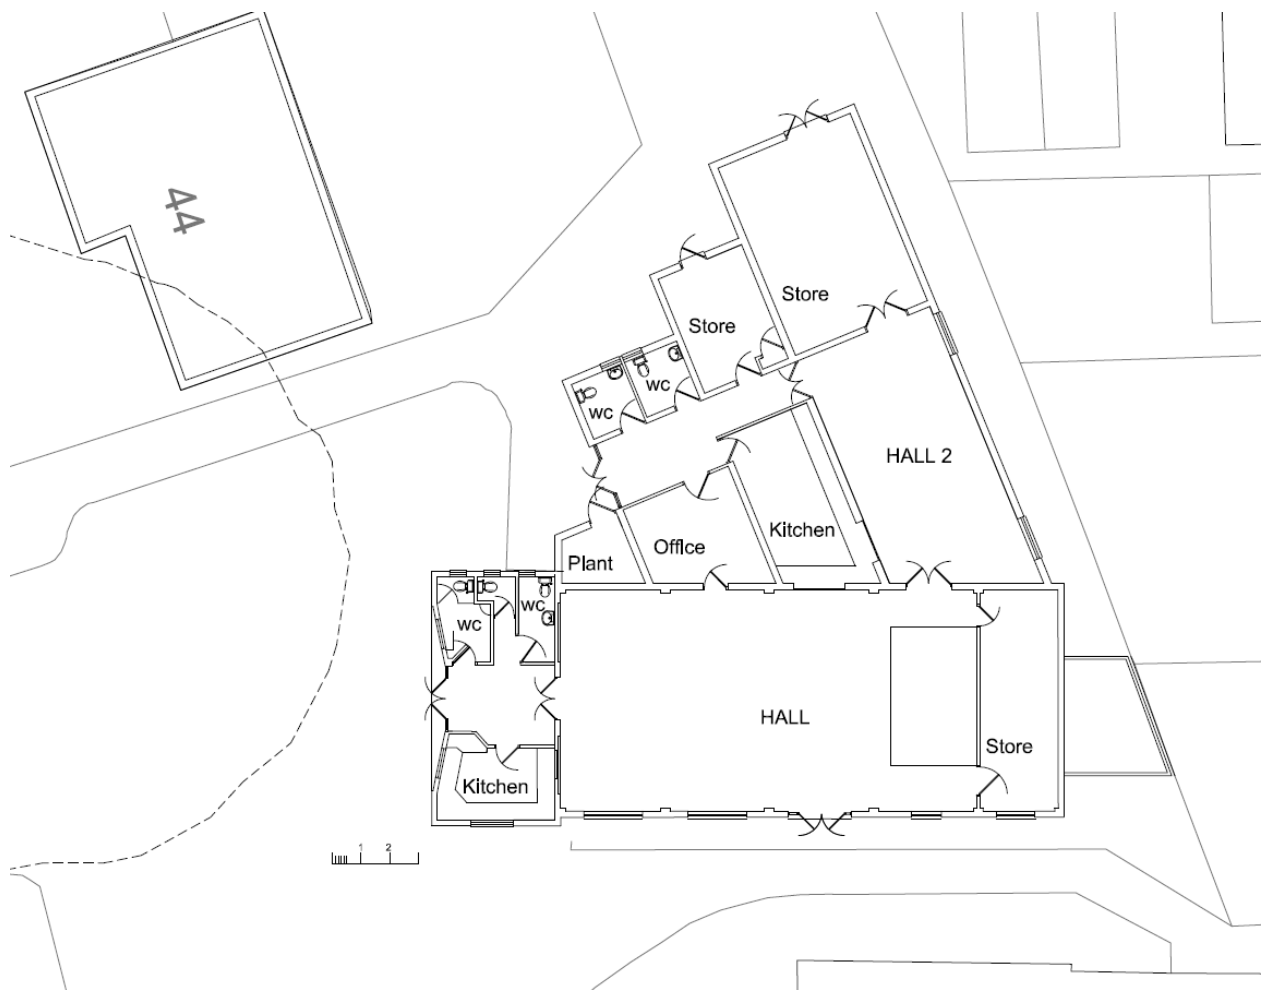 44
Store
Store
wc
wc
HALL 2
Kitchen
Office
Plant
wc
wc
HALL
Store
Kitchen
1 2